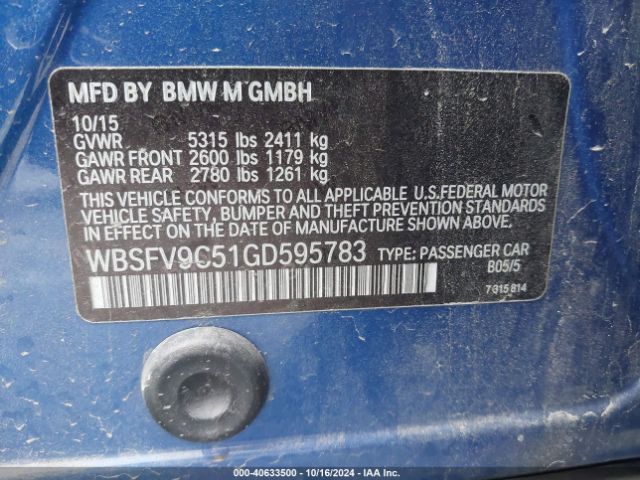 MFD BY BMW M GMBH
10/15
GVWR 5315 lbs 2411 kg
GAWR FRONT 2600 lbs 1179 kg
GAWR REAR 2780 lbs 1261 kg
THIS VEHICLE CONFORMS TO ALL APPLICABLE U.S.FEDERAL MOTOR
VEHICLE SAFETY, BUMPER AND THEFT PREVENTION STANDARDS
IN EFFECT ON THE DATE OF MANUFACTURE SHOWN ABOVE.
WBSFV9C51GD595783 TYPE: PASSENGER CAR
B05/5
7 315 814
000-40633500 | 10/16/2024 | IAA Inc.